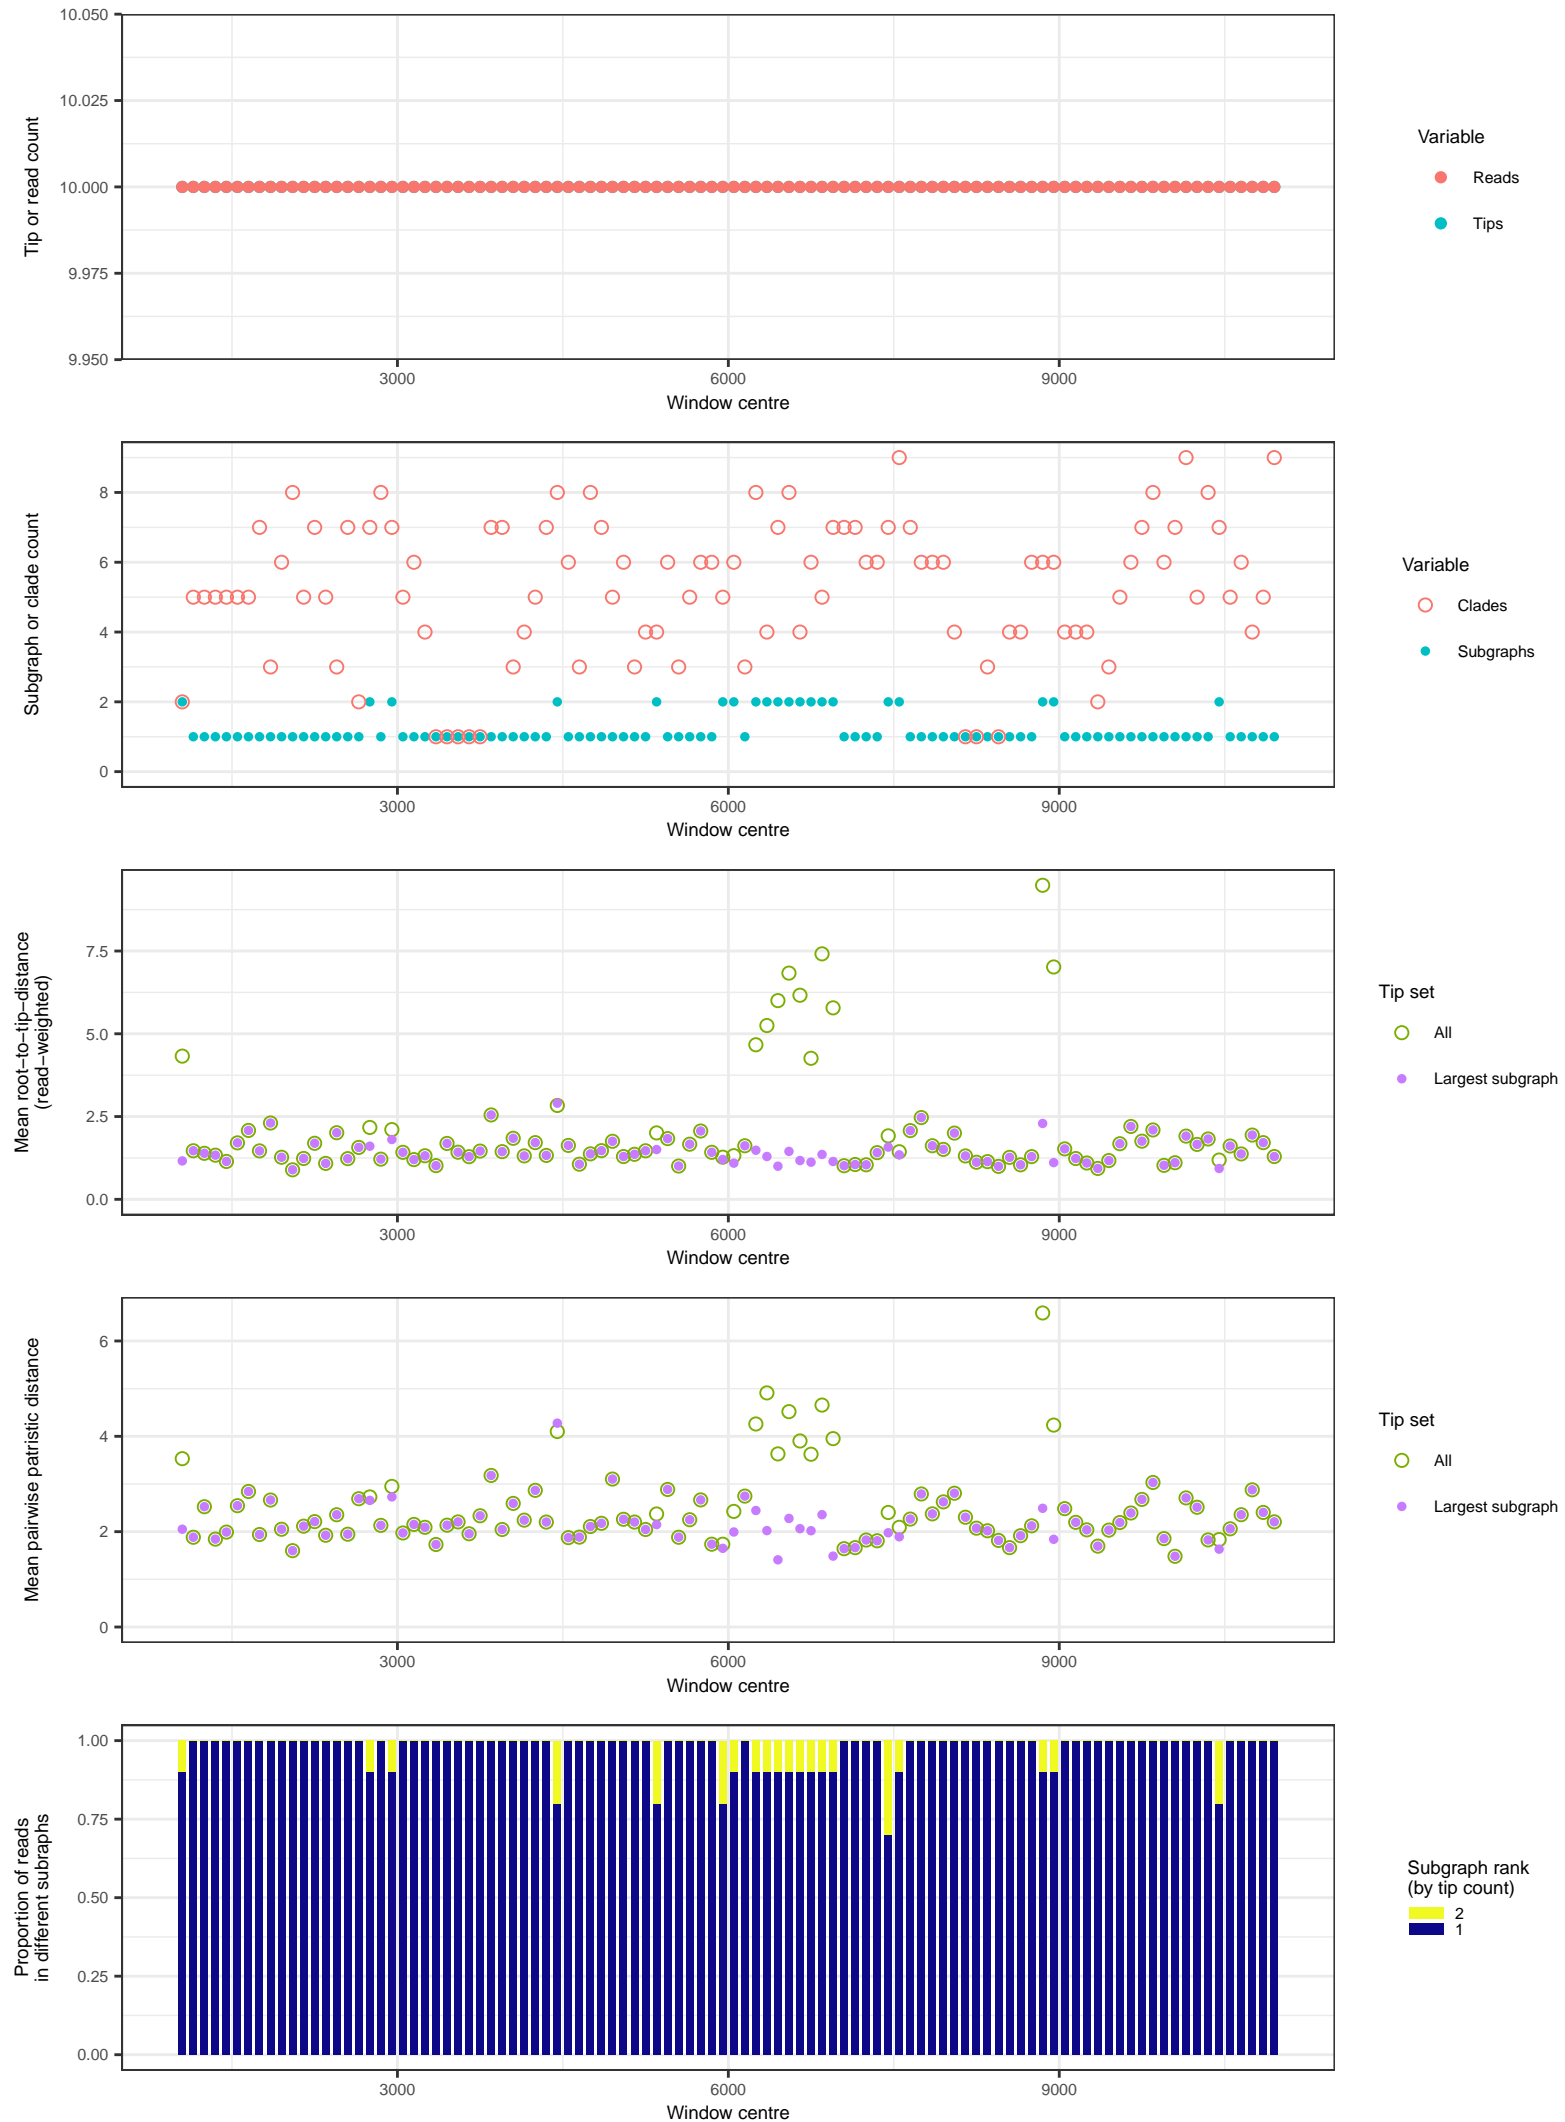 10.050
10.025
10.000
9.975
9.950
Tip or read count
3000
6000
9000
Window centre
Variable
Reads
Tips
8
6
4
2
0
Subgraph or clade count
3000
6000
9000
Window centre
Variable
Clades
Subgraphs
7.5
5.0
2.5
0.0
Mean root−to−tip−distance
(read−weighted)
3000
6000
9000
Window centre
Tip set
All
Largest subgraph
6
4
2
0
Mean pairwise patristic distance
3000
6000
9000
Window centre
Tip set
All
Largest subgraph
1.00
0.75
0.50
0.25
0.00
Proportion of reads
in different subraphs
3000
6000
9000
Window centre
Subgraph rank
(by tip count)
2
1